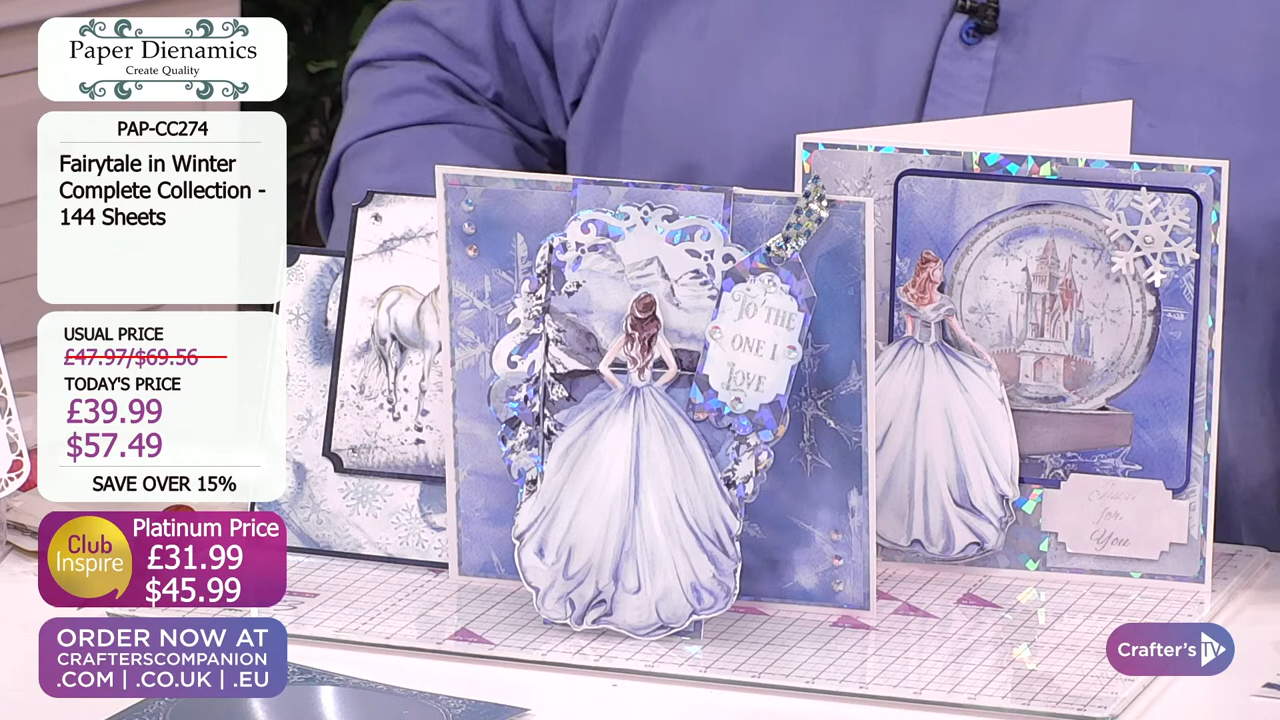 Paper Dienamics
Create Quality
PAP-CC274
Fairytale in Winter
Complete Collection -
144 Sheets
USUAL PRICE
£47.97/$69.56
TODAY'S PRICE
£39.99
$57.49
SAVE OVER 15%
Club
Inspire
Platinum Price
£31.99
$45.99
ORDER NOW AT
CRAFTERSCOMPANION
.COM | .CO.UK | .EU
TO THE
ONE I
LOVE
Just
for
You
Crafter's TV